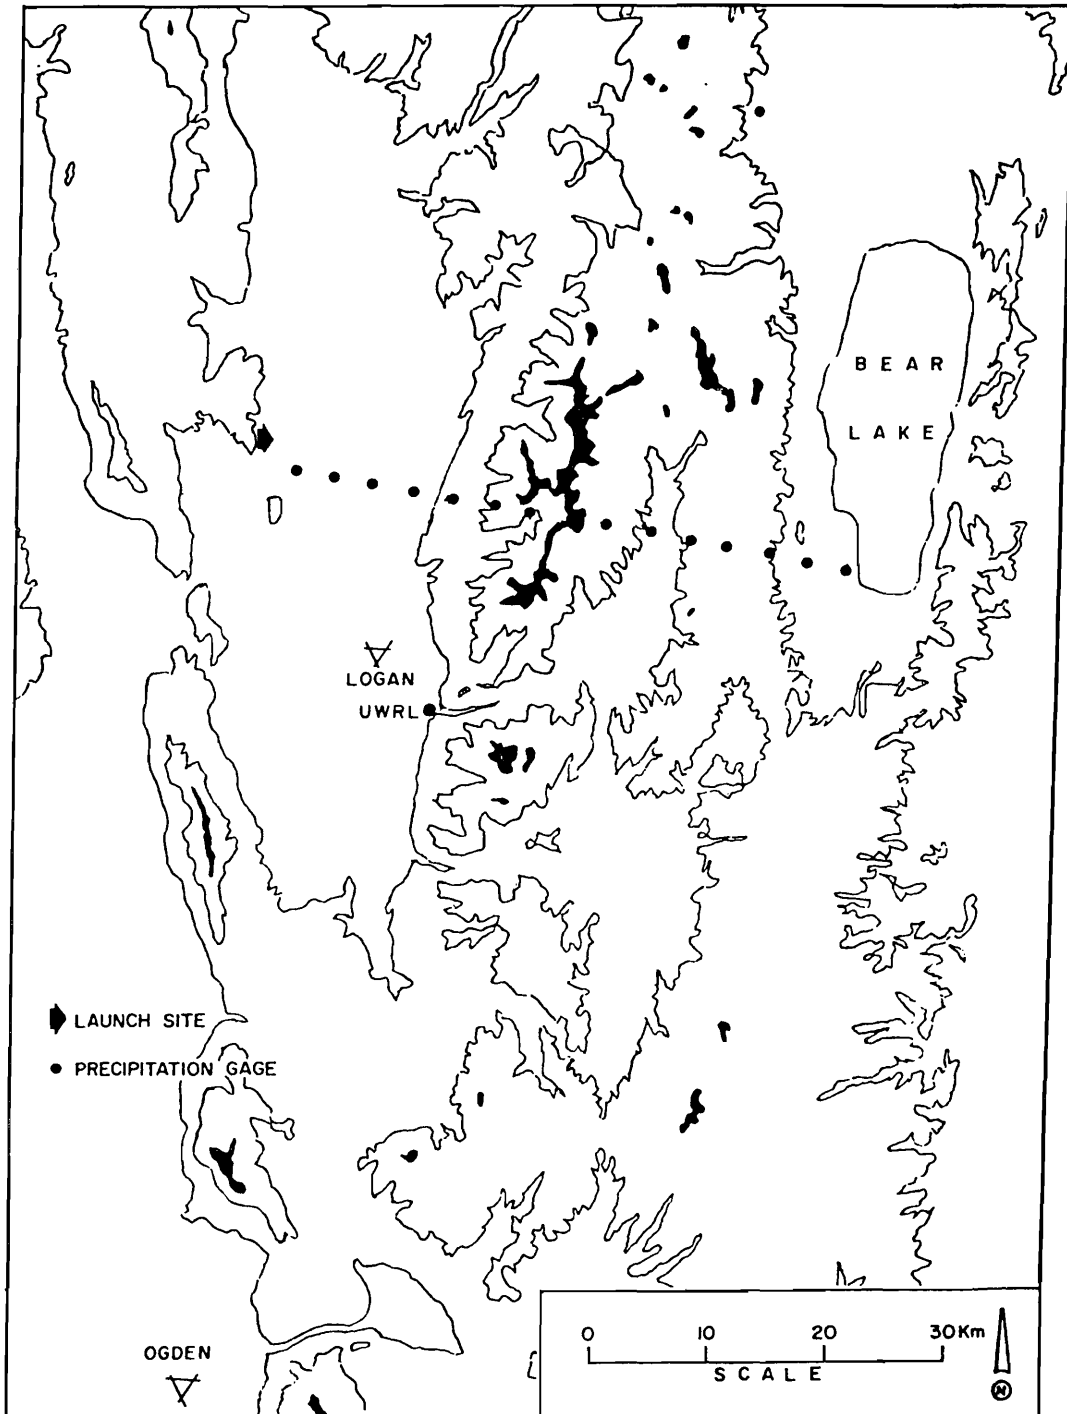 BEAR
LAKE
LOGAN
UWRL
LAUNCH SITE
PRECIPITATION GAGE
OGDEN
0 10 20 30Km
SCALE
N